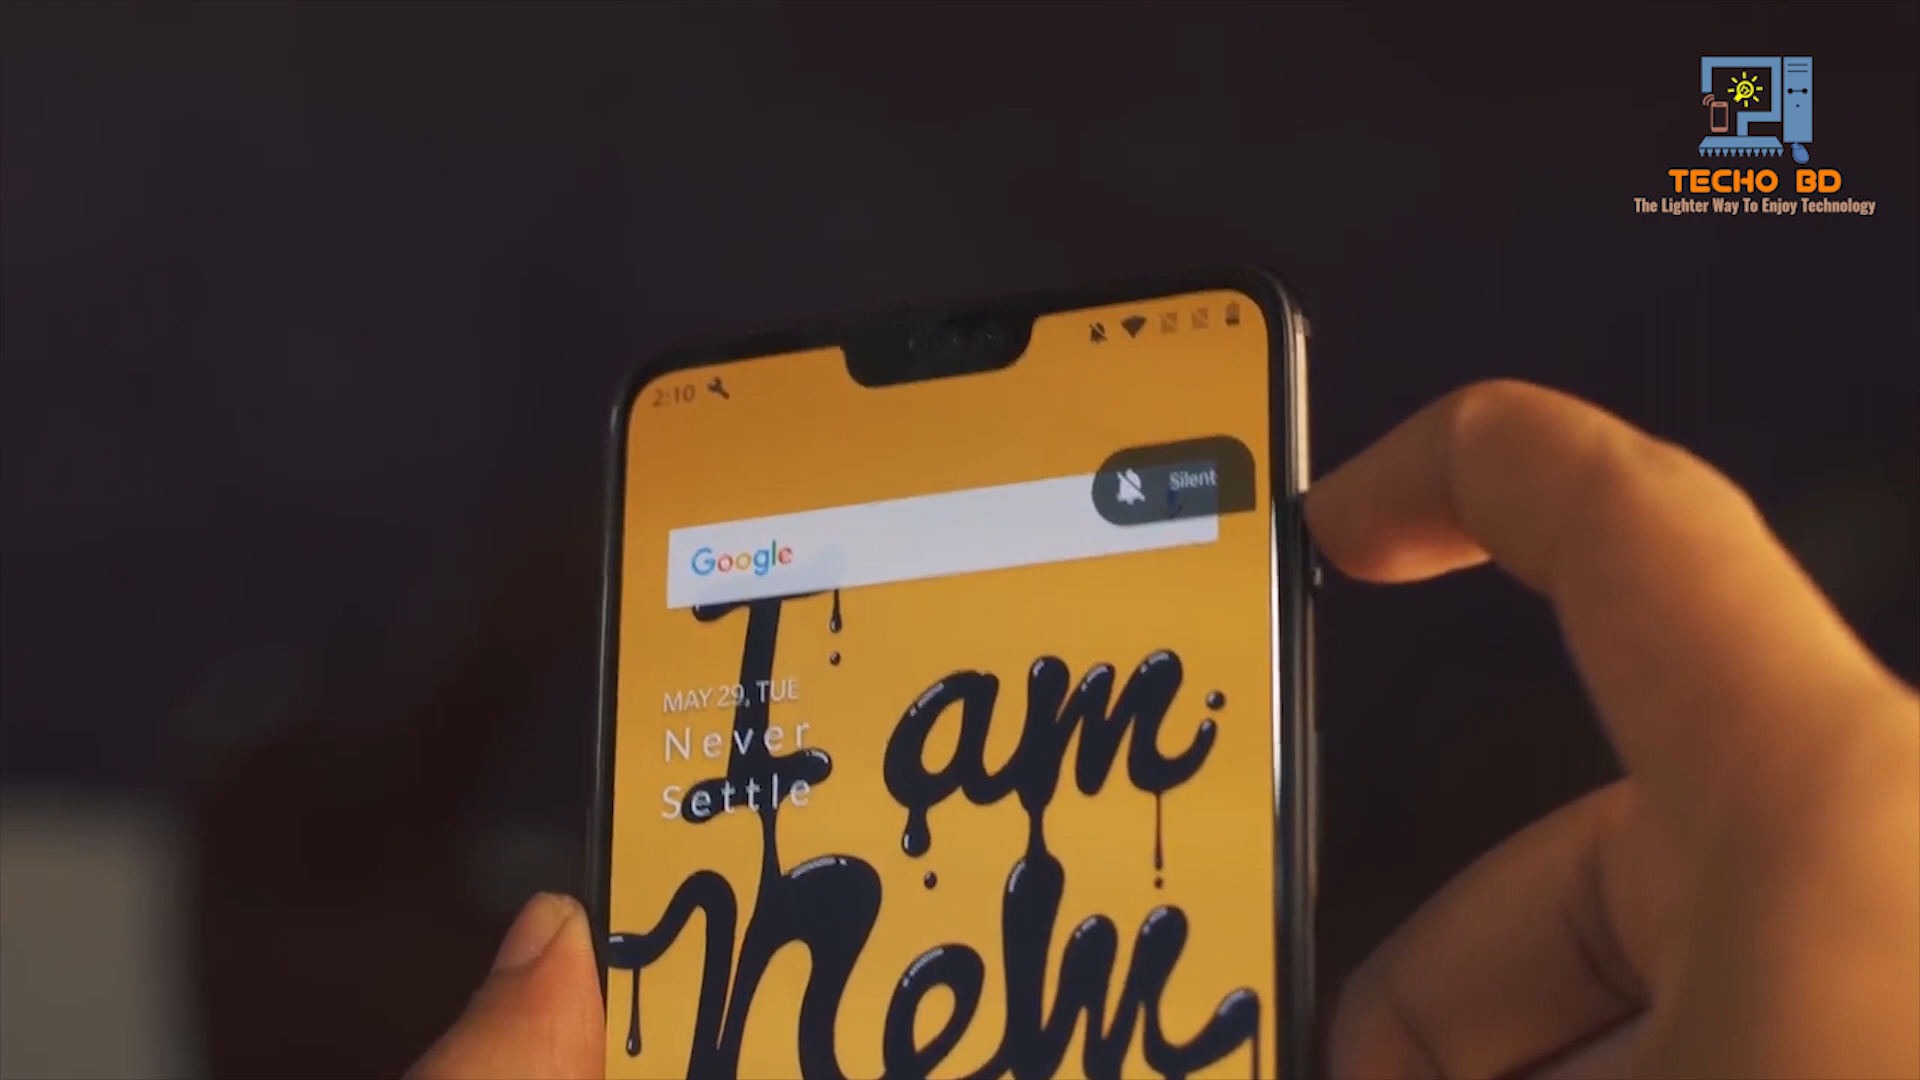 TECHO BD
The Lighter Way To Enjoy Technology
2:10
Silent
Google
MAY 29, TUE
Never
Settle
I am
new